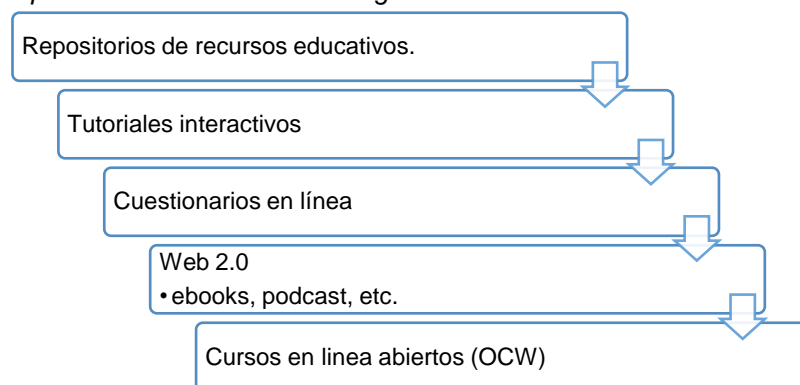 Repositorios de recursos educativos.
Tutoriales interactivos
Cuestionarios en línea
Web 2.0
• ebooks, podcast, etc.
Cursos en linea abiertos (OCW)